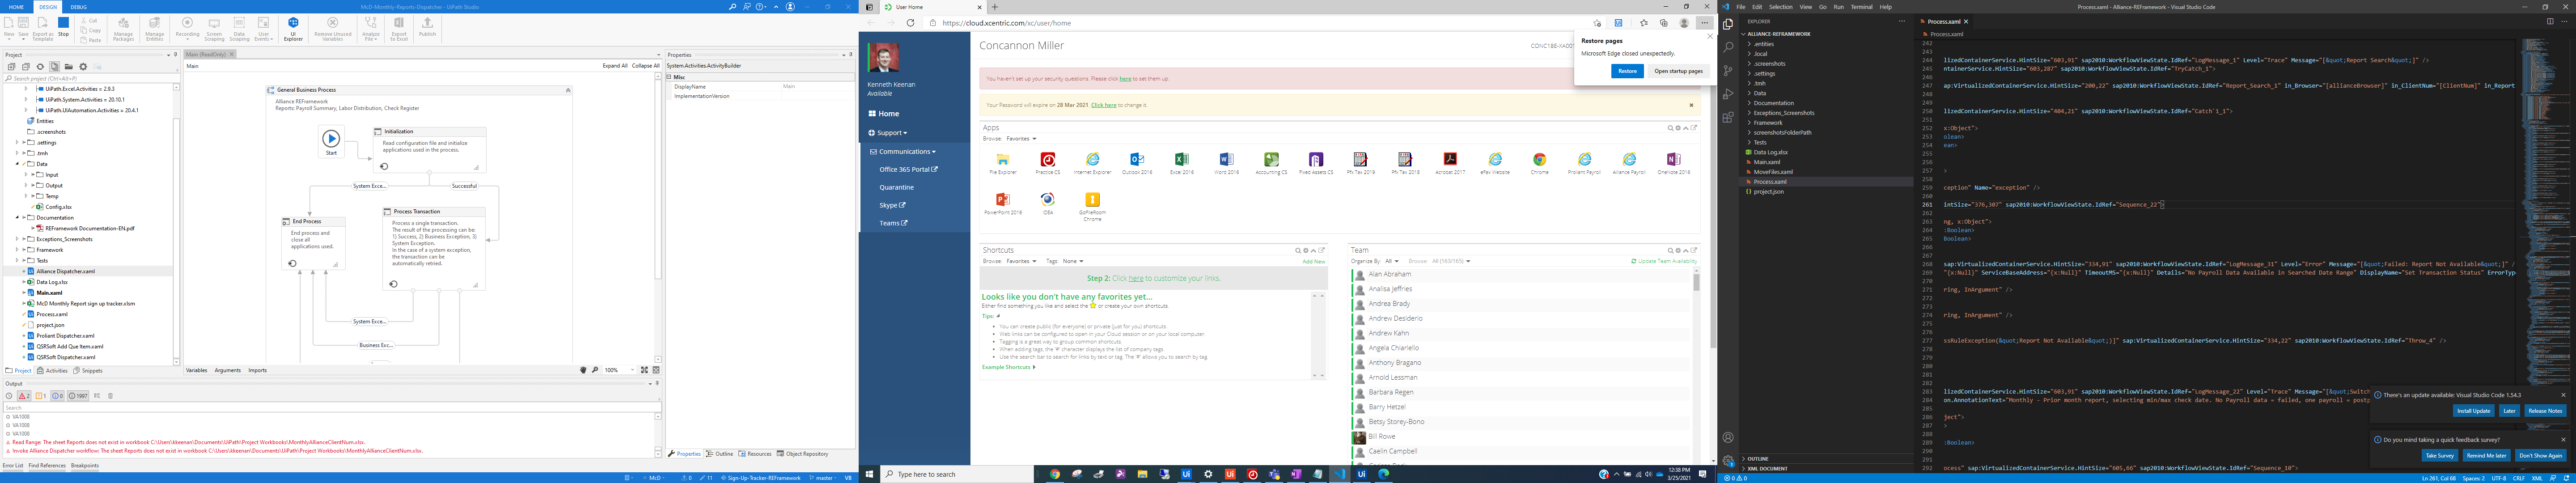 HOME DESIGN DEBUG
McD-Monthly-Reports-Dispatcher - UiPath Studio
New Save Export as Template Stop
Cut
Copy
Paste
Manage Packages
Manage Entities
Recording
Screen Scraping
Data Scraping
User Events
UI Explorer
Remove Unused Variables
Analyze File
Export to Excel
Publish
Project
Search project (Ctrl+Alt+P)
UiPath.Excel.Activities = 2.9.3
UiPath.System.Activities = 20.10.1
UiPath.UIAutomation.Activities = 20.4.1
Entities
.screenshots
.settings
.tmh
Data
Input
Output
Temp
Config.xlsx
Documentation
REFramework Documentation-EN.pdf
Exceptions_Screenshots
Framework
Tests
Alliance Dispatcher.xaml
Data Log.xlsx
Main.xaml
McD Monthly Report sign up tracker.xlsm
Process.xaml
project.json
Proliant Dispatcher.xaml
QSRSoft Add Que Item.xaml
QSRSoft Dispatcher.xaml
Project Activities Snippets
Main (ReadOnly)
Main
Expand All Collapse All
General Business Process
Alliance REFramework
Reports: Payroll Summary, Labor Distribution, Check Register
Start
Initialization
Read configuration file and initialize applications used in the process.
System Exce...
Successful
End Process
End process and close all applications used.
Process Transaction
Process a single transaction.
The result of the processing can be:
1) Success, 2) Business Exception, 3) System Exception.
In the case of a system exception, the transaction can be automatically retried.
System Exce...
Business Exc...
Variables Arguments Imports
100%
Properties
System.Activities.ActivityBuilder
Misc
DisplayName Main
ImplementationVersion
Properties Outline Resources Object Repository
Output
2 1 0 1997
Search
VA1008
VA1008
VA1008
Read Range: The sheet Reports does not exist in workbook C:\Users\kkeenan\Documents\UiPath\Project Workbooks\MonthlyAllianceClientNum.xlsx.
Invoke Alliance Dispatcher workflow: The sheet Reports does not exist in workbook C:\Users\kkeenan\Documents\UiPath\Project Workbooks\MonthlyAllianceClientNum.xlsx.
Error List Find References Breakpoints
McD 0 11 Sign-Up-Tracker-REFramework master VB
User Home
https://cloud.xcentric.com/xc/user/home
Kenneth Keenan
Available
Home
Support
Communications
Office 365 Portal
Quarantine
Skype
Teams
Concannon Miller
Restore pages
Microsoft Edge closed unexpectedly.
Restore Open startup pages
You haven't set up your security questions. Please click here to set them up.
Your Password will expire on 28 Mar 2021. Click here to change it.
Apps
Browse Favorites
File Explorer Practice CS Internet Explorer Outlook 2016 Excel 2016 Word 2016 Accounting CS Fixed Assets CS Pfx Tax 2019 Pfx Tax 2018 Acrobat 2017 eFax Website Chrome Proliant Payroll Alliance Payroll OneNote 2016
PowerPoint 2016 IDEA GoFileRoom Chrome
Shortcuts
Browse Favorites Tags None Add New
Step 2: Click here to customize your links.
Looks like you don't have any favorites yet...
Either find something you like and select the or create your own shortcuts.
Tips:
You can create public (for everyone) or private (just for you) shortcuts.
Web links can be configured to open in your Cloud session or on your local computer.
Tagging is a great way to group common shortcuts.
When adding tags, the '#' character displays the list of company tags.
Use the search bar to search for links by text or tag. The '#' allows you to search by tag.
Example Shortcuts
Team
Organize By: All Browse: All (163/165) Update Team Availability
Alan Abraham
Analisa Jeffries
Andrea Brady
Andrew Desiderio
Andrew Kahn
Angela Chiariello
Anthony Bragano
Arnold Lessman
Barbara Regen
Barry Hetzel
Betsy Storey-Bono
Bill Rowe
Caelin Campbell
Type here to search
12:38 PM
3/25/2021
File Edit Selection View Go Run Terminal Help
Process.xaml - Alliance-REFramework - Visual Studio Code
EXPLORER
ALLIANCE-REFRAMEWORK
.entities
.local
.screenshots
.settings
.tmh
Data
Documentation
Exceptions_Screenshots
Framework
screenshotsFolderPath
Tests
Data Log.xlsx
Main.xaml
MoveFiles.xaml
Process.xaml
project.json
OUTLINE
XML DOCUMENT
Process.xaml
Process.xaml
lizedContainerService.HintSize="603,91" sap2010:WorkflowViewState.IdRef="LogMessage_1" Level="Trace" Message="[&quot;Report Search&quot;]" />
ntainerService.HintSize="603,287" sap2010:WorkflowViewState.IdRef="TryCatch_1">
ap:VirtualizedContainerService.HintSize="200,22" sap2010:WorkflowViewState.IdRef="Report_Search_1" in_Browser="[allianceBrowser]" in_ClientNum="[ClientNum]" in_Report
lizedContainerService.HintSize="404,21" sap2010:WorkflowViewState.IdRef="Catch`1_1">
x:Object">
olean>
ean>
>
ception" Name="exception" />
intSize="376,307" sap2010:WorkflowViewState.IdRef="Sequence_22">
ng, x:Object">
:Boolean>
Boolean>
sap:VirtualizedContainerService.HintSize="334,91" sap2010:WorkflowViewState.IdRef="LogMessage_31" Level="Error" Message="[&quot;Failed: Report Not Available&quot;]" /
"{x:Null}" ServiceBaseAddress="{x:Null}" TimeoutMS="{x:Null}" Details="No Payroll Data Available in Searched Date Range" DisplayName="Set Transaction Status" ErrorTyp
ring, InArgument" />
ring, InArgument" />
ssRuleException(&quot;Report Not Available&quot;)]" sap:VirtualizedContainerService.HintSize="334,22" sap2010:WorkflowViewState.IdRef="Throw_4" />
lizedContainerService.HintSize="603,91" sap2010:WorkflowViewState.IdRef="LogMessage_22" Level="Trace" Message="[&quot;Switc
on.AnnotationText="Monthly - Prior month report, selecting min/max check date. No Payroll data = failed, one payroll = post
ject">
>
:Boolean>
ocess" sap:VirtualizedContainerService.HintSize="605,66" sap2010:WorkflowViewState.IdRef="Sequence_10">
There's an update available: Visual Studio Code 1.54.3
Install Update Later Release Notes
Do you mind taking a quick feedback survey?
Take Survey Remind Me later Don't Show Again
0 0
Ln 261, Col 68 Spaces: 2 UTF-8 CRLF XML